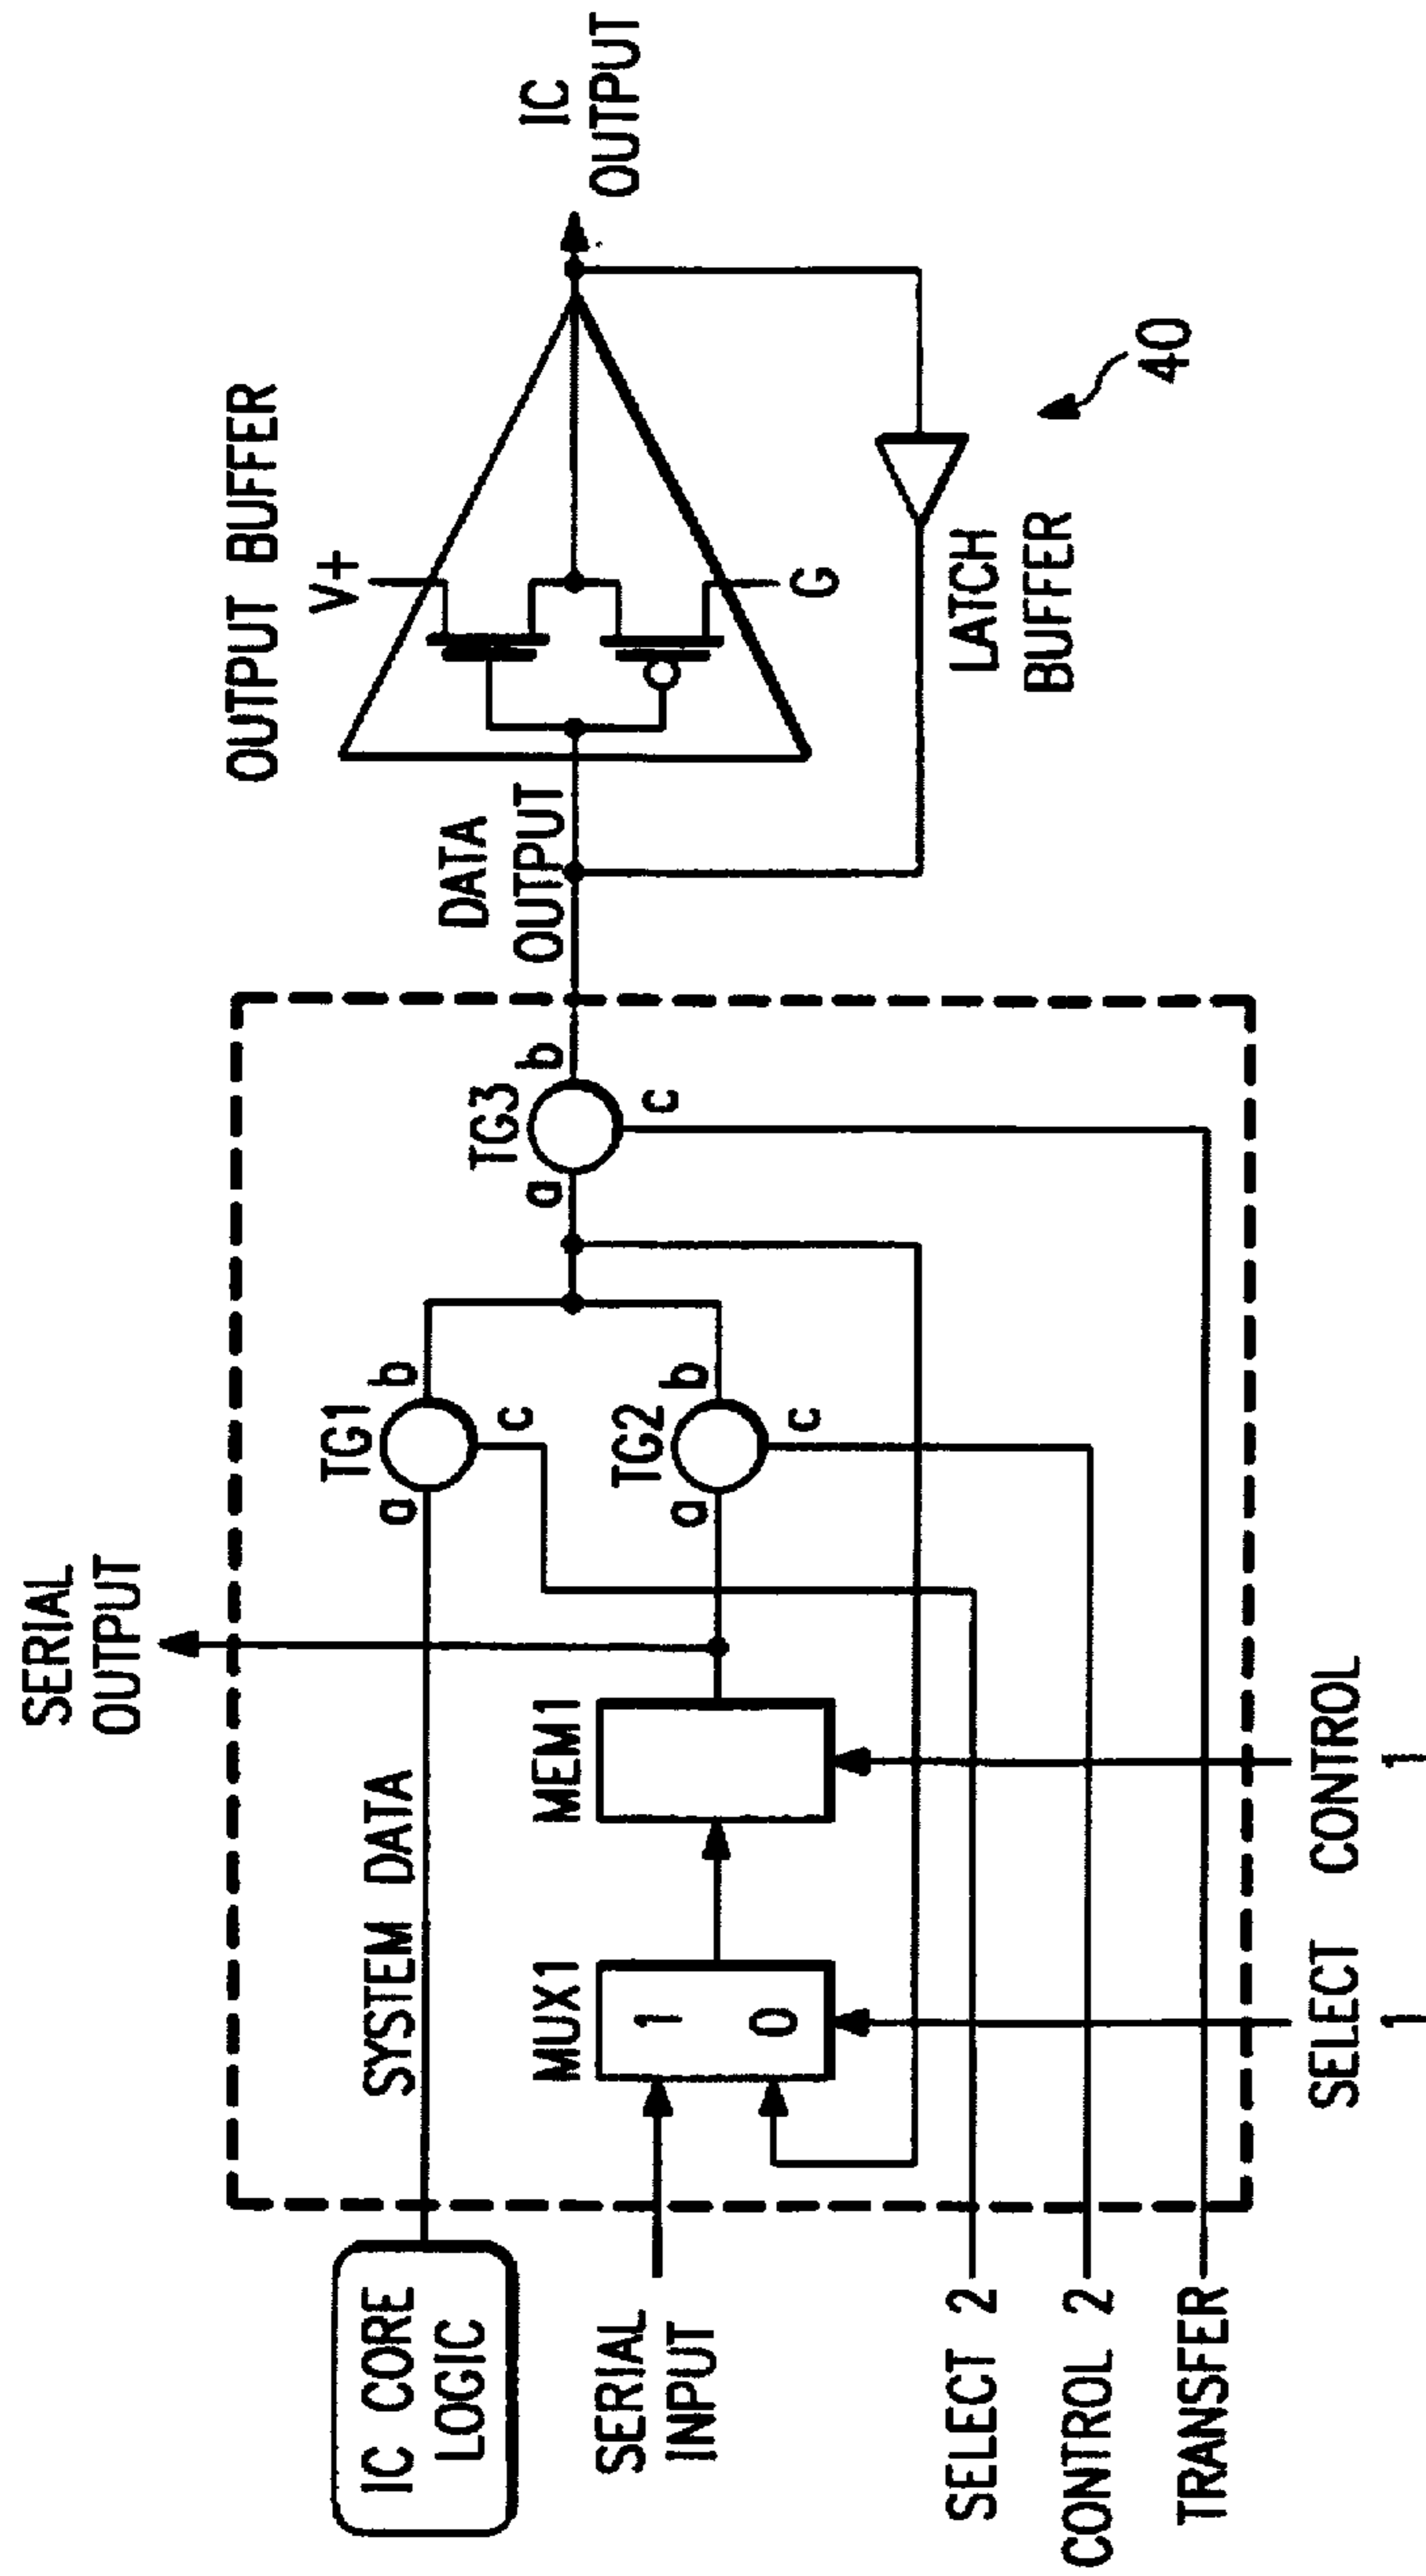 SERIAL
OUTPUT
OUTPUT BUFFER
V+
IC CORE
LOGIC
SYSTEM DATA
TG1
a
b
c
DATA
OUTPUT
IC
OUTPUT
TG3
a
b
c
SERIAL
INPUT
MUX1
1
0
MEM1
TG2
a
b
c
G
LATCH
BUFFER
40
SELECT 2
CONTROL 2
TRANSFER
SELECT
1
CONTROL
1